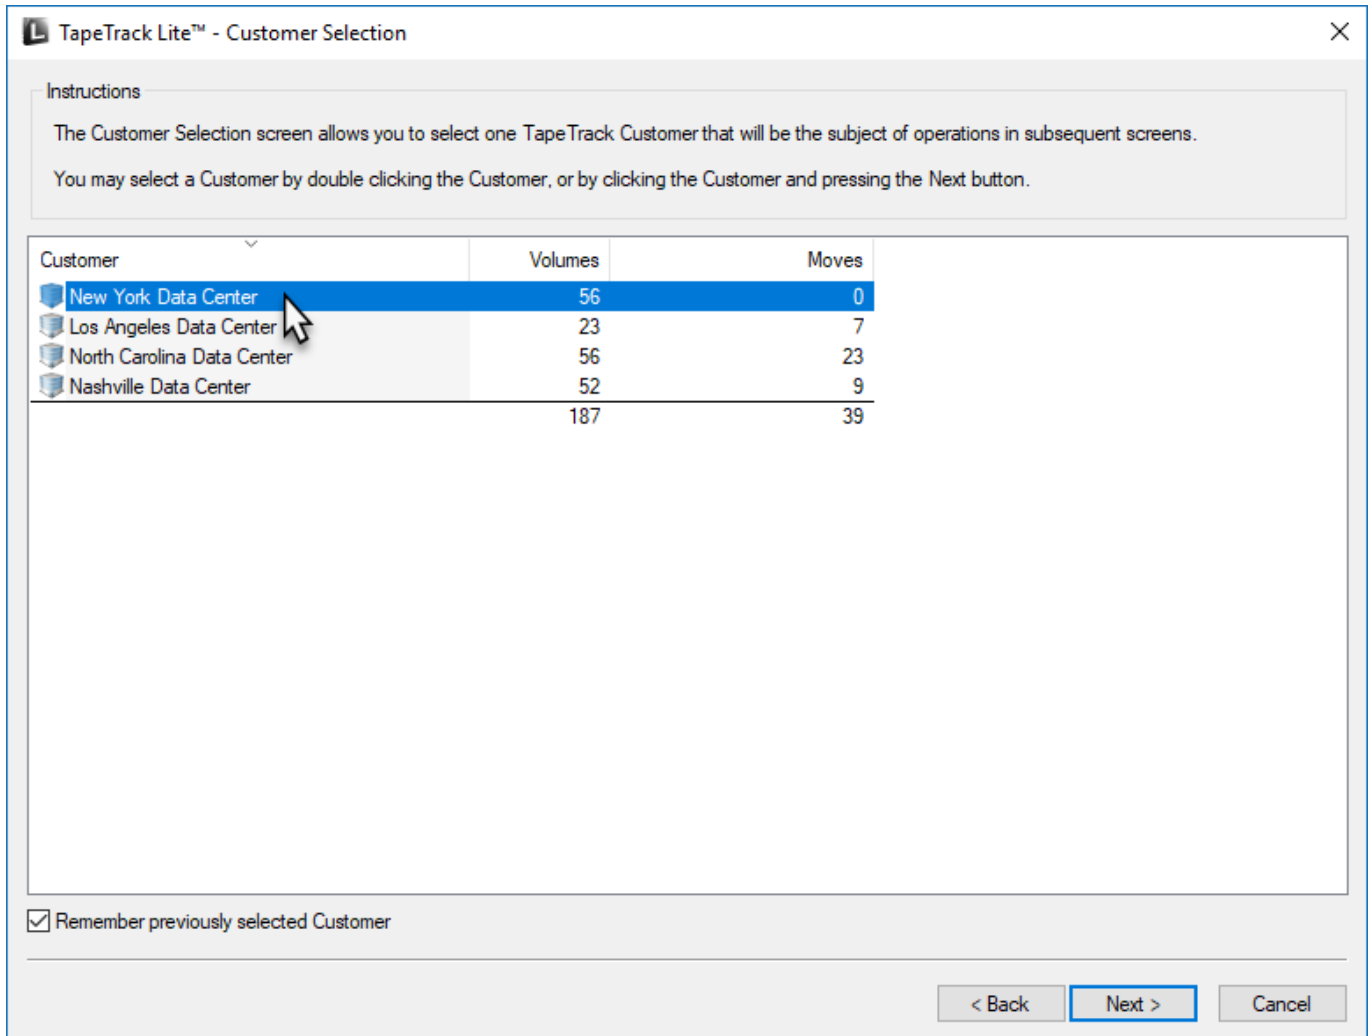 TapeTrack Lite™ - Customer Selection
Instructions
The Customer Selection screen allows you to select one TapeTrack Customer that will be the subject of operations in subsequent screens.
You may select a Customer by double clicking the Customer, or by clicking the Customer and pressing the Next button.
Customer Volumes Moves
New York Data Center 56 0
Los Angeles Data Center 23 7
North Carolina Data Center 56 23
Nashville Data Center 52 9
187 39
Remember previously selected Customer
< Back Next > Cancel